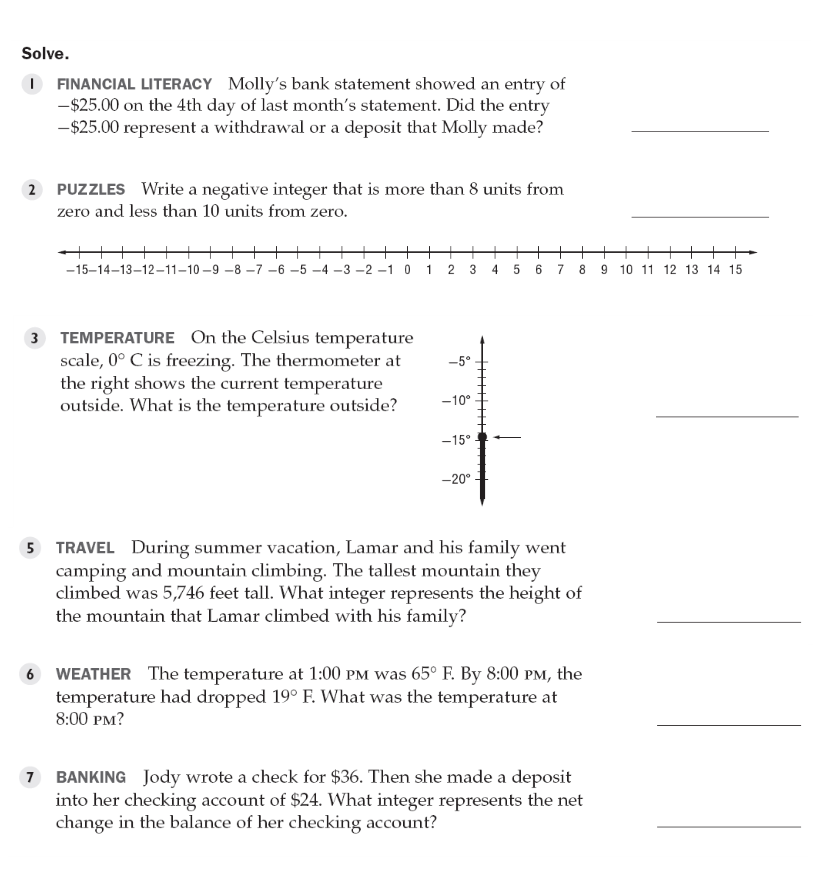 Solve.
1 FINANCIAL LITERACY Molly's bank statement showed an entry of
–$25.00 on the 4th day of last month's statement. Did the entry
–$25.00 represent a withdrawal or a deposit that Molly made?
2 PUZZLES Write a negative integer that is more than 8 units from
zero and less than 10 units from zero.
–15 –14 –13 –12 –11 –10 –9 –8 –7 –6 –5 –4 –3 –2 –1 0 1 2 3 4 5 6 7 8 9 10 11 12 13 14 15
3 TEMPERATURE On the Celsius temperature
scale, 0° C is freezing. The thermometer at
the right shows the current temperature
outside. What is the temperature outside?
–5°
–10°
–15°
–20°
5 TRAVEL During summer vacation, Lamar and his family went
camping and mountain climbing. The tallest mountain they
climbed was 5,746 feet tall. What integer represents the height of
the mountain that Lamar climbed with his family?
6 WEATHER The temperature at 1:00 PM was 65° F. By 8:00 PM, the
temperature had dropped 19° F. What was the temperature at
8:00 PM?
7 BANKING Jody wrote a check for $36. Then she made a deposit
into her checking account of $24. What integer represents the net
change in the balance of her checking account?